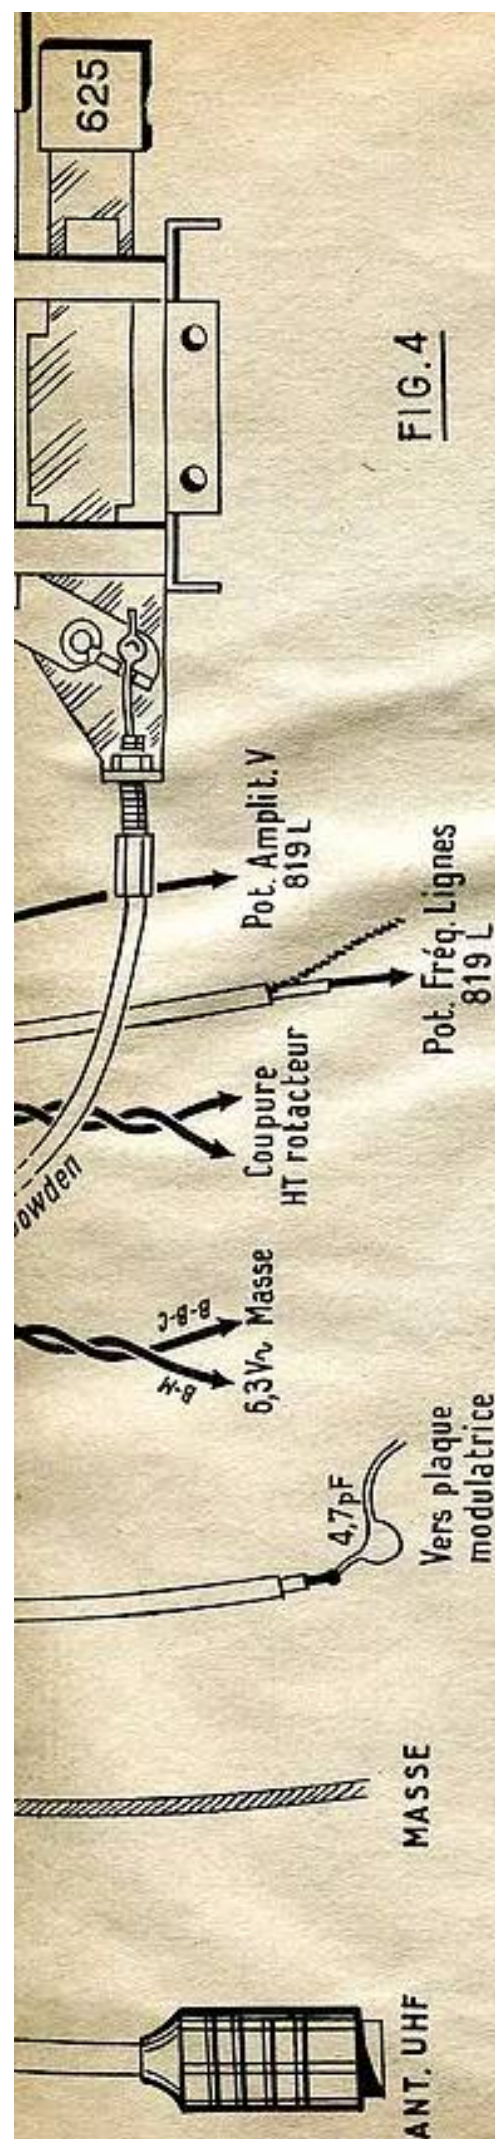 625
FIG. 4
Pot. Amplit. V
819 L
Pot. Fréq. Lignes
819 L
Coupure
HT rotacteur
owden
B-B-C
B-M
6,3V~ Masse
4,7pF
Vers plaque
modulatrice
MASSE
ANT. UHF